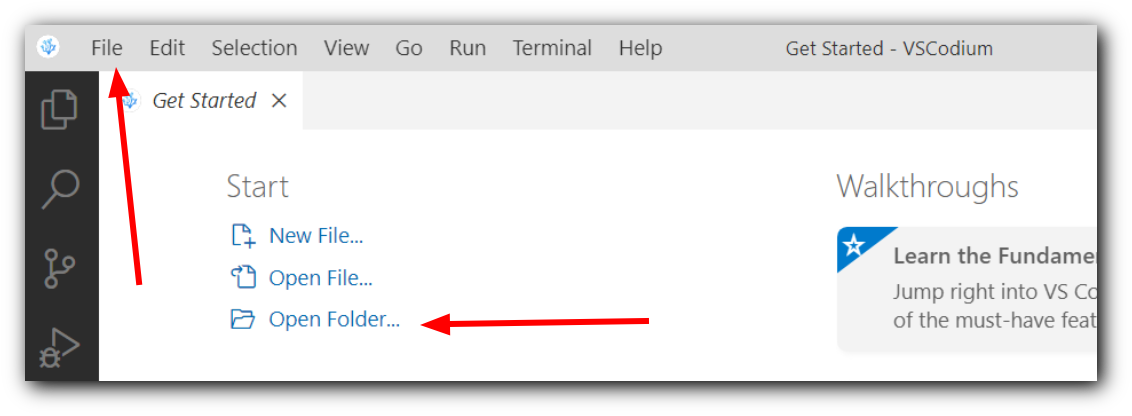 File Edit Selection View Go Run Terminal Help Get Started - VSCodium
Get Started
Start
New File...
Open File...
Open Folder...
Walkthroughs
Learn the Fundame
Jump right into VS Co
of the must-have feat